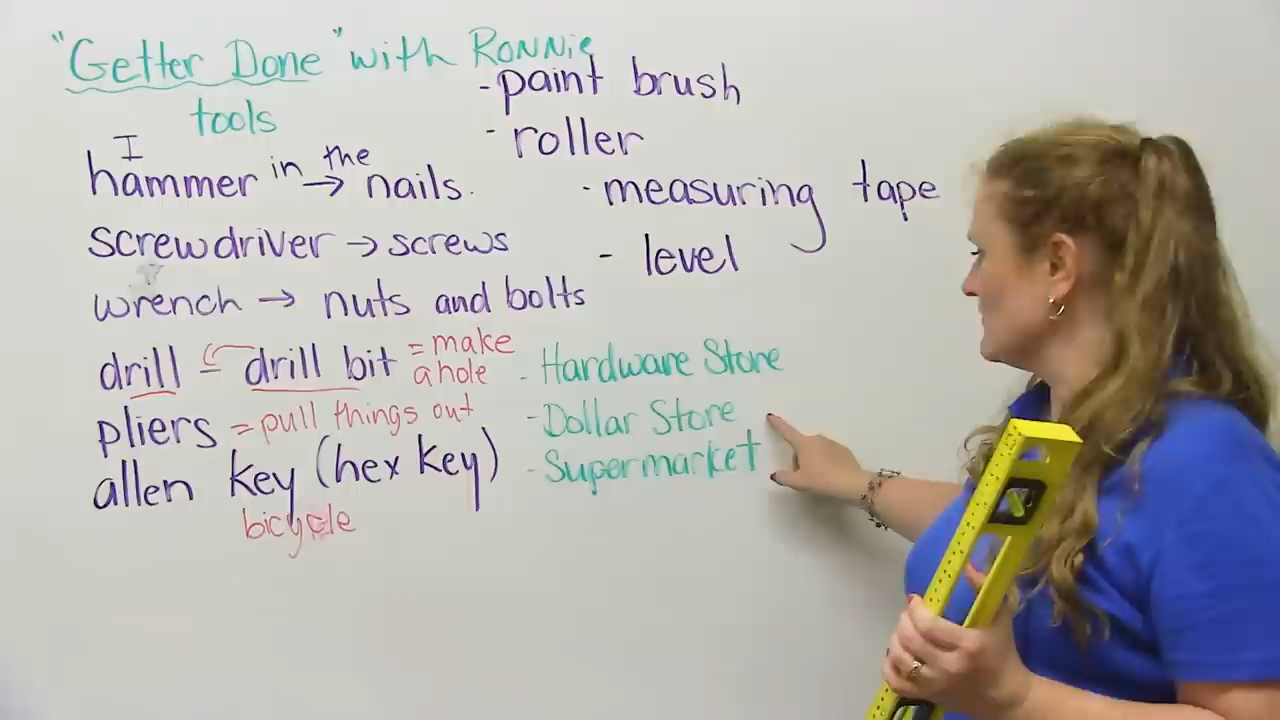 "Getter Done" with Ronnie
tools
I
hammer in the → nails.
screwdriver → screws
wrench → nuts and bolts
drill - drill bit = make a hole
pliers = pull things out
allen key (hex key)
bicycle
- paint brush
- roller
- measuring tape
- level
- Hardware Store
- Dollar Store
- Supermarket